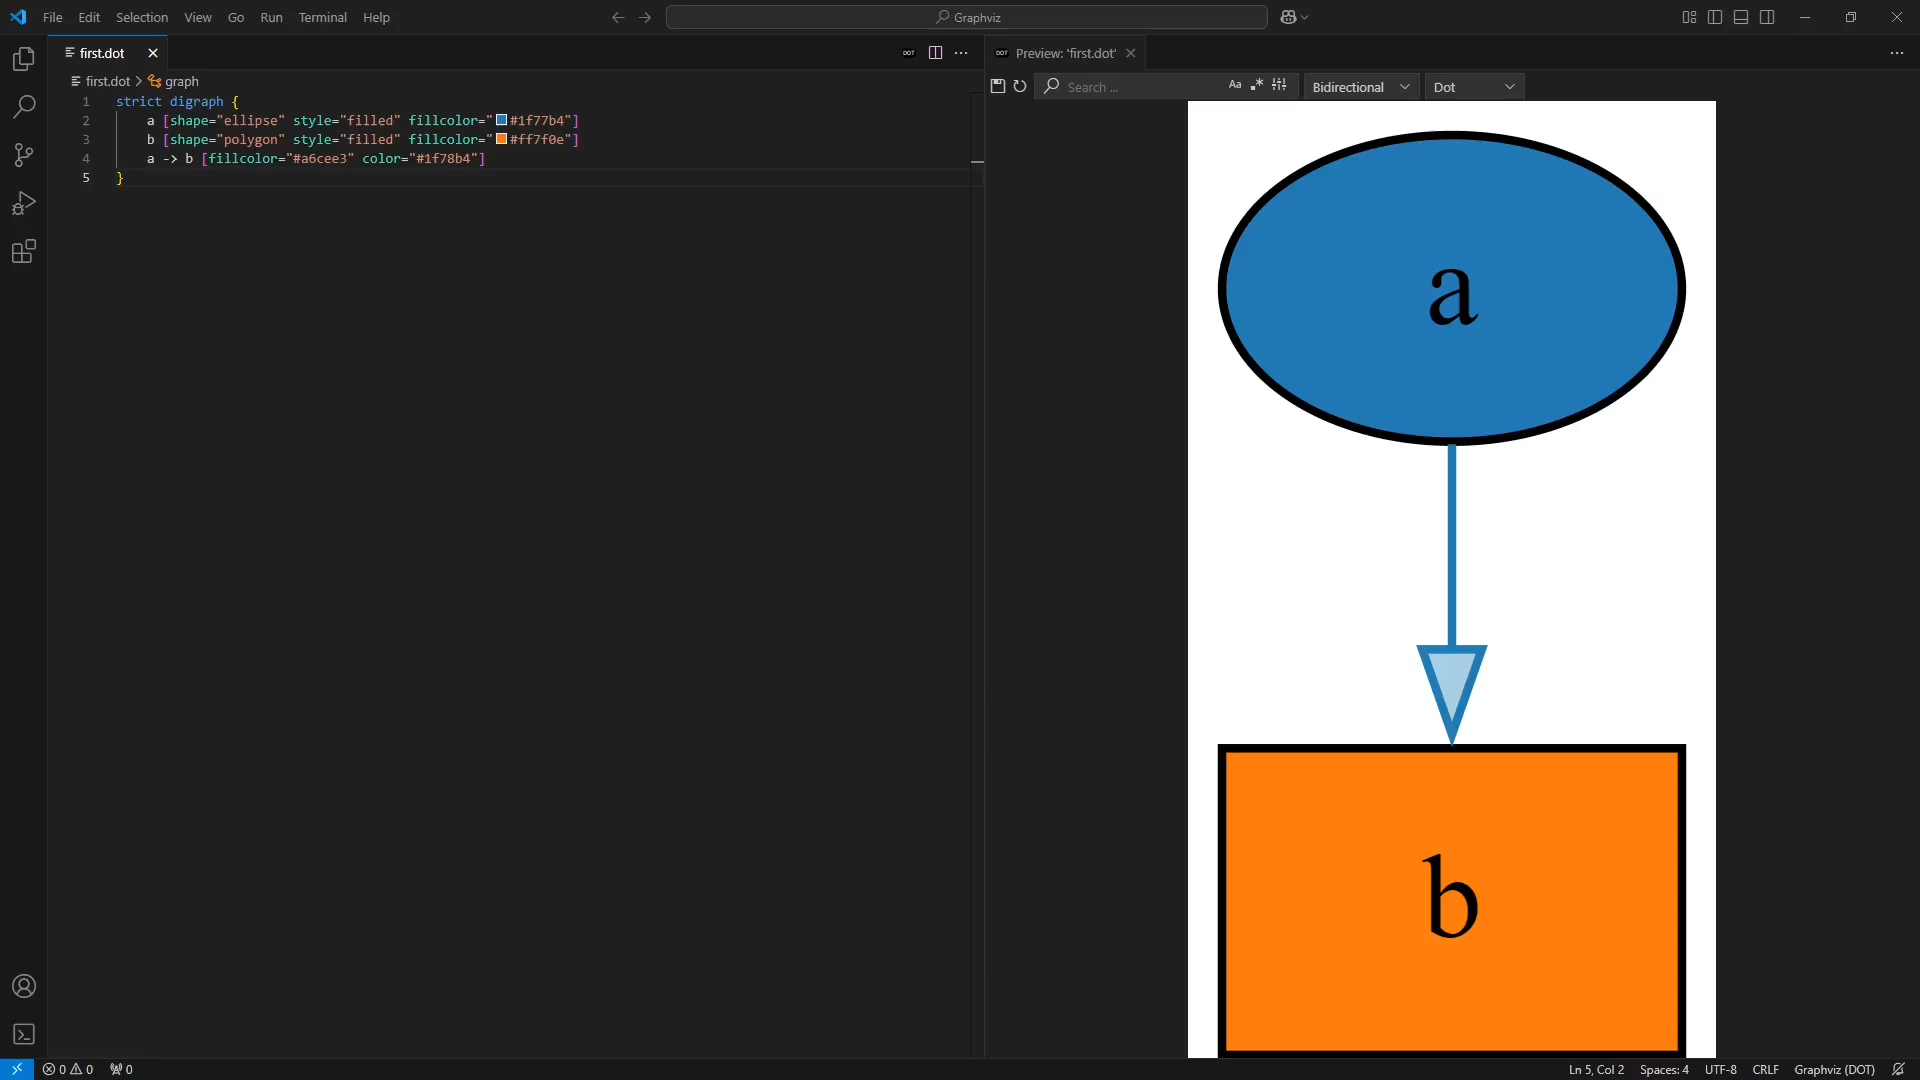 File Edit Selection View Go Run Terminal Help
Graphviz
first.dot
DOT
DOT Preview: 'first.dot'
first.dot > graph
Search ...
Aa
Bidirectional
Dot
1 strict digraph {
2 a [shape="ellipse" style="filled" fillcolor="#1f77b4"]
3 b [shape="polygon" style="filled" fillcolor="#ff7f0e"]
4 a -> b [fillcolor="#a6cee3" color="#1f78b4"]
5 }
a
b
0 0 0
Ln 5, Col 2 Spaces: 4 UTF-8 CRLF Graphviz (DOT)